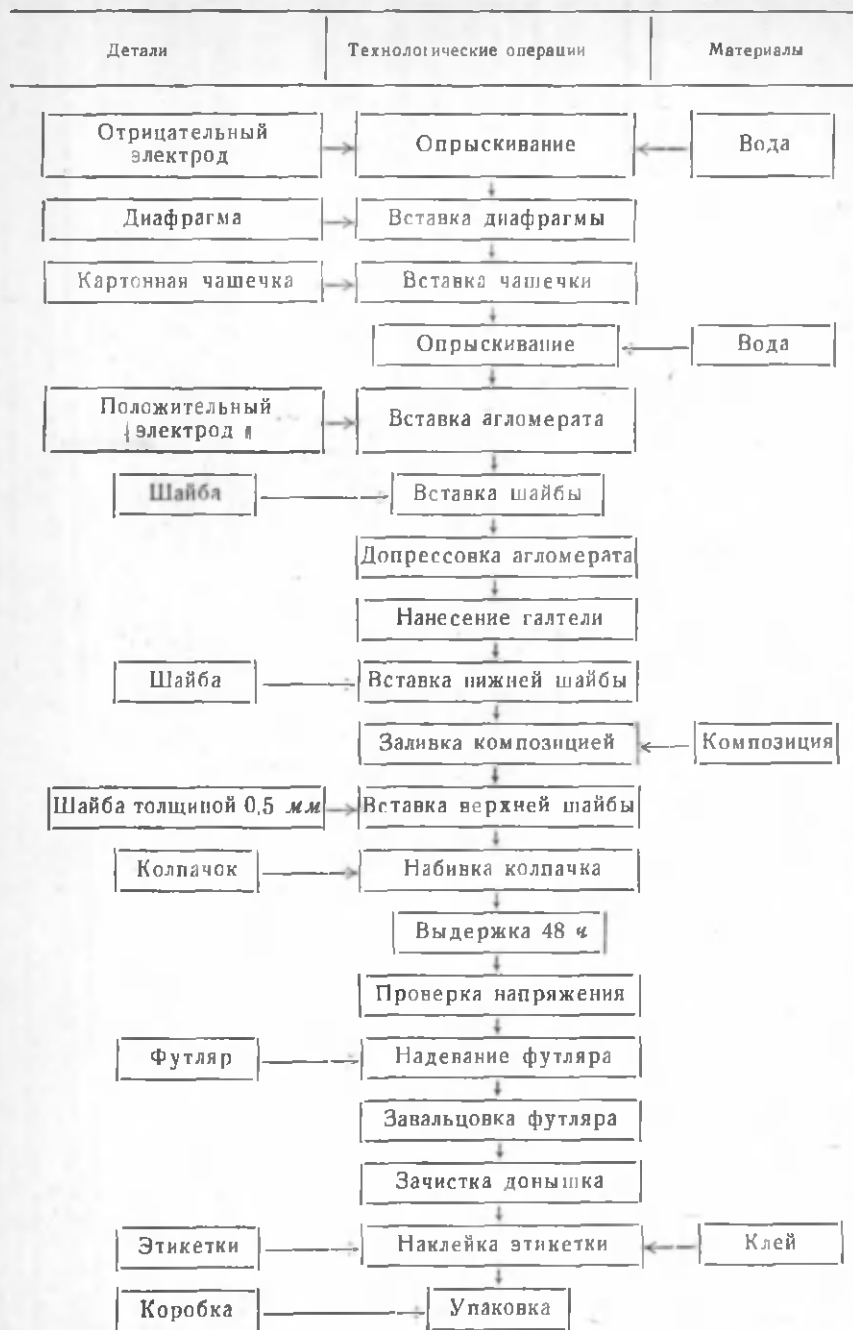 Детали Технологические операции Материалы
Отрицательный
электрод
Опрыскивание
Вода
Диафрагма
Вставка диафрагмы
Картонная чашечка
Вставка чашечки
Опрыскивание
Вода
Положительный
электрод
Вставка агломерата
Шайба
Вставка шайбы
Допрессовка агломерата
Нанесение галтели
Шайба
Вставка нижней шайбы
Заливка композицией
Композиция
Шайба толщиной 0,5 мм
Вставка верхней шайбы
Колпачок
Набивка колпачка
Выдержка 48 ч
Проверка напряжения
Футляр
Надевание футляра
Завальцовка футляра
Зачистка донышка
Этикетки
Наклейка этикетки
Клей
Коробка
Упаковка